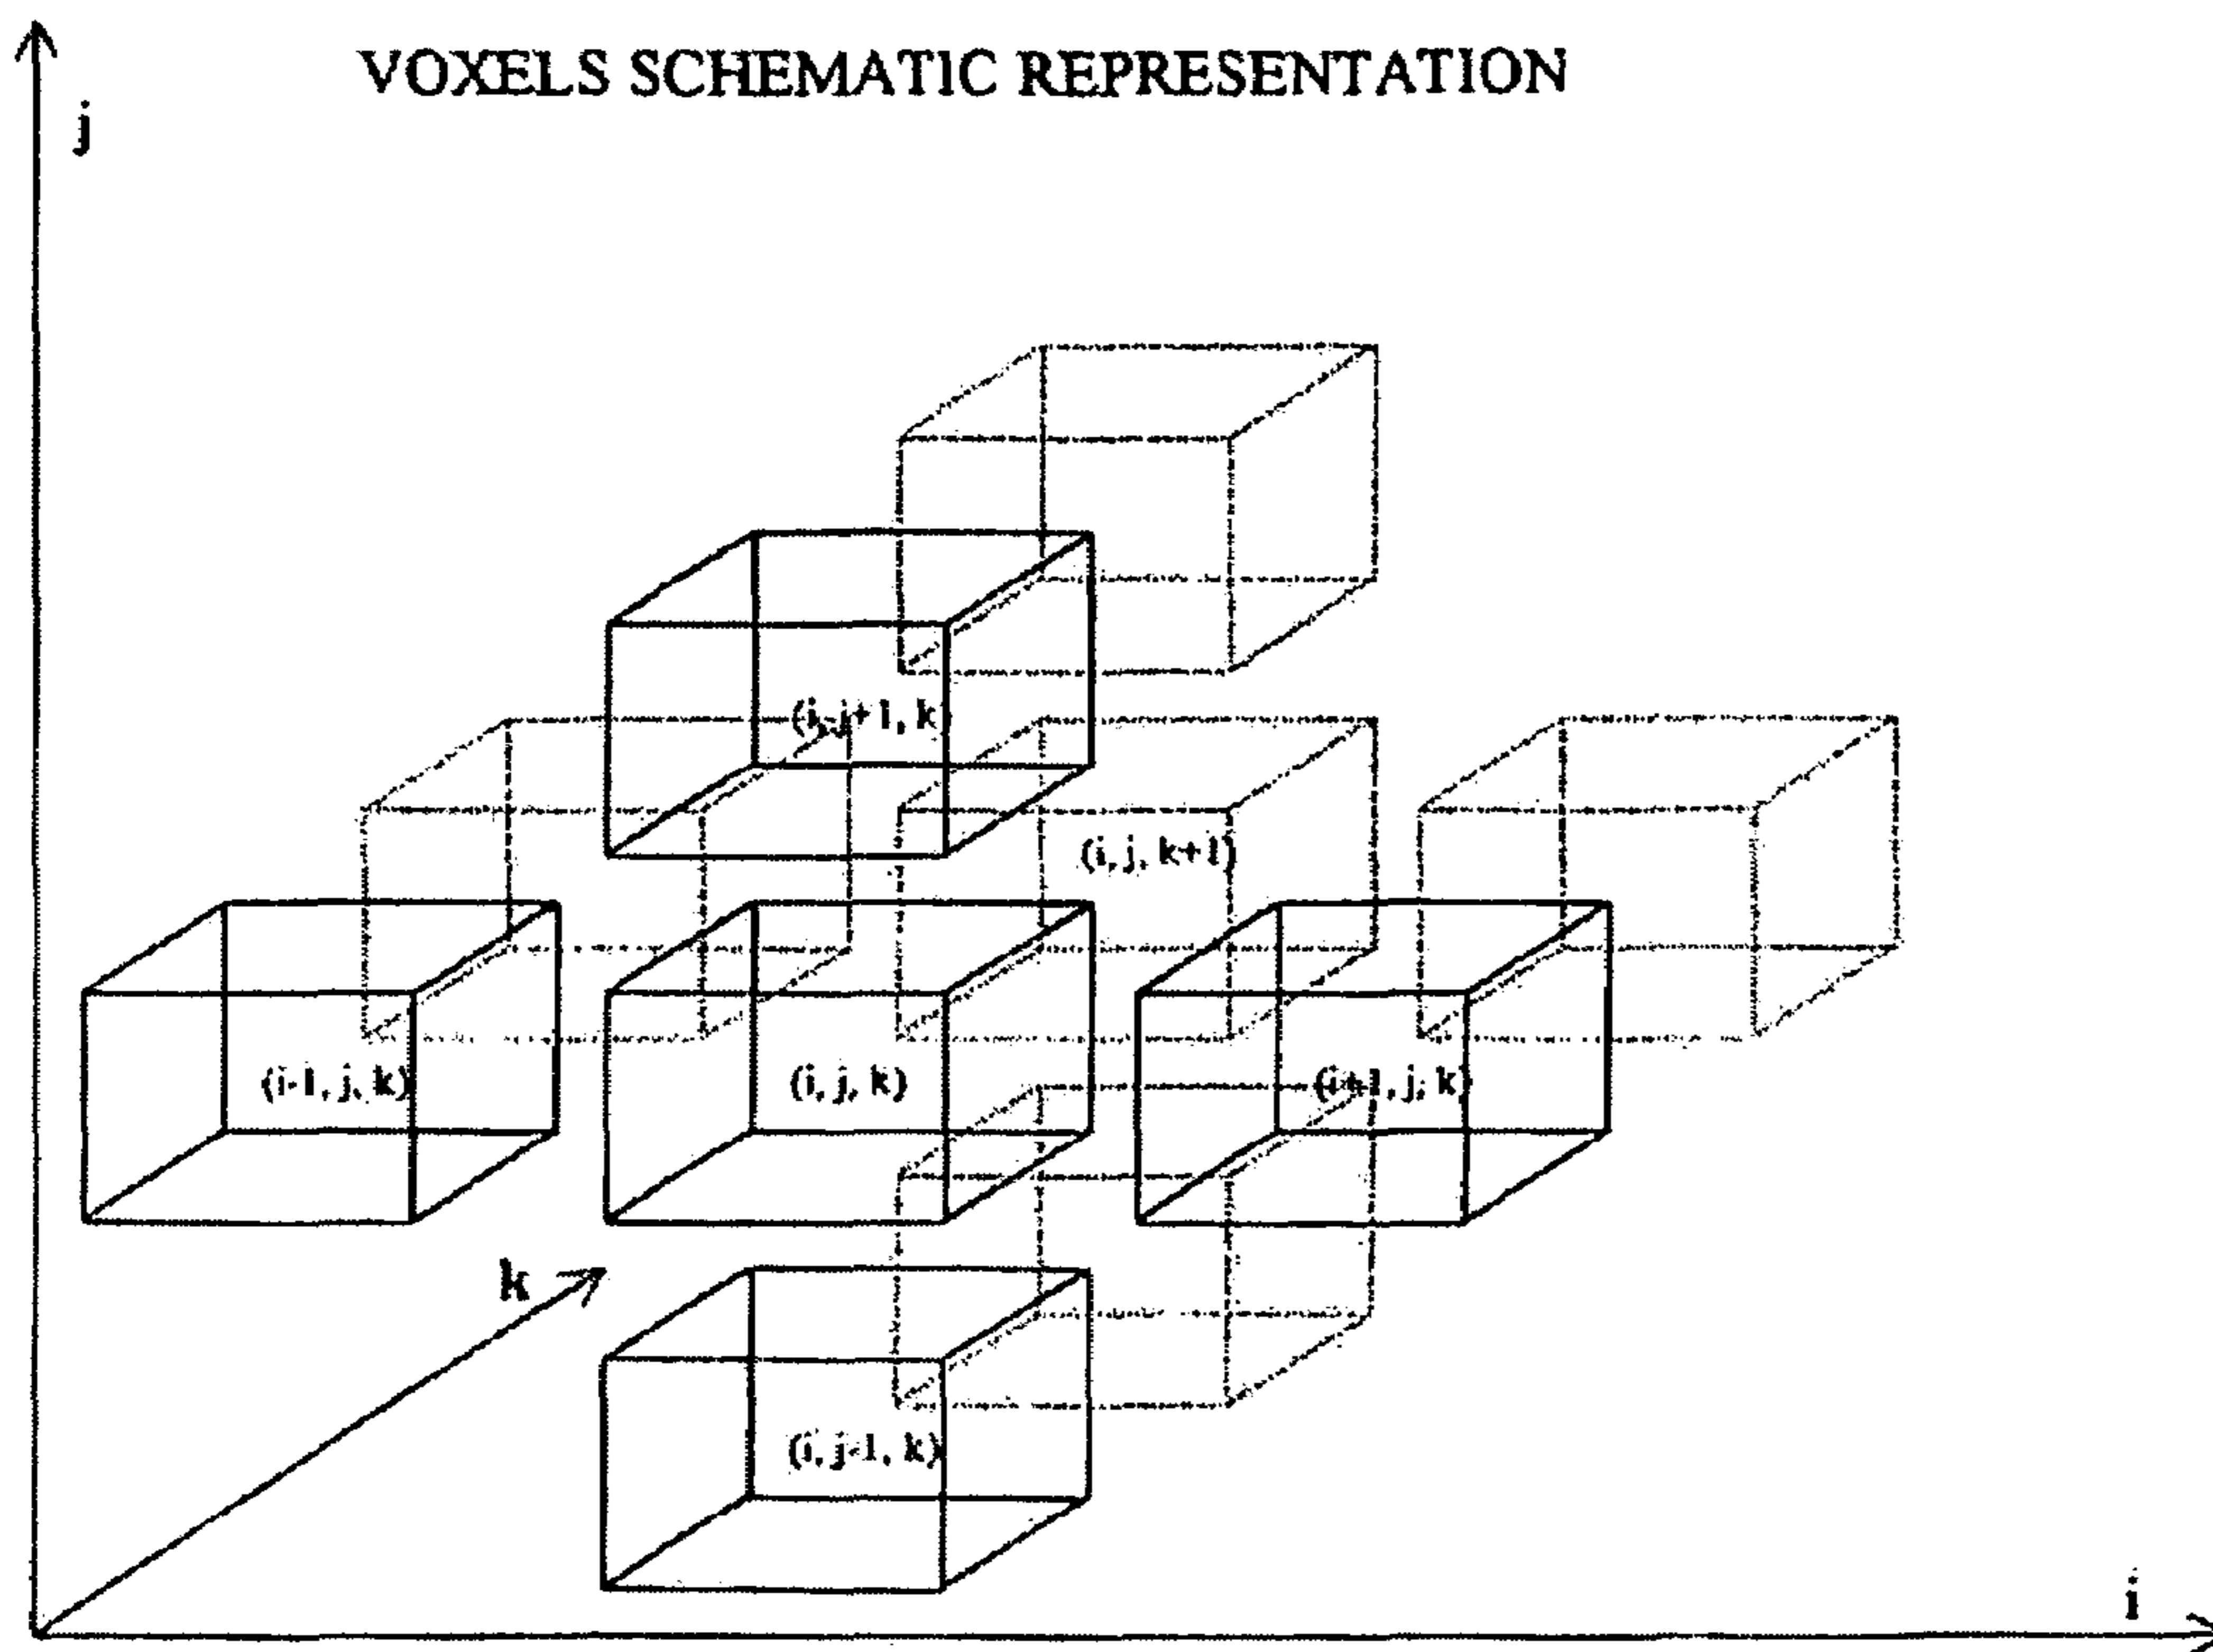 VOXELS SCHEMATIC REPRESENTATION
j
(i, j+1, k)
(i, j, k+1)
(i-1, j, k)
(i, j, k)
(i+1, j, k)
k
(i, j-1, k)
i